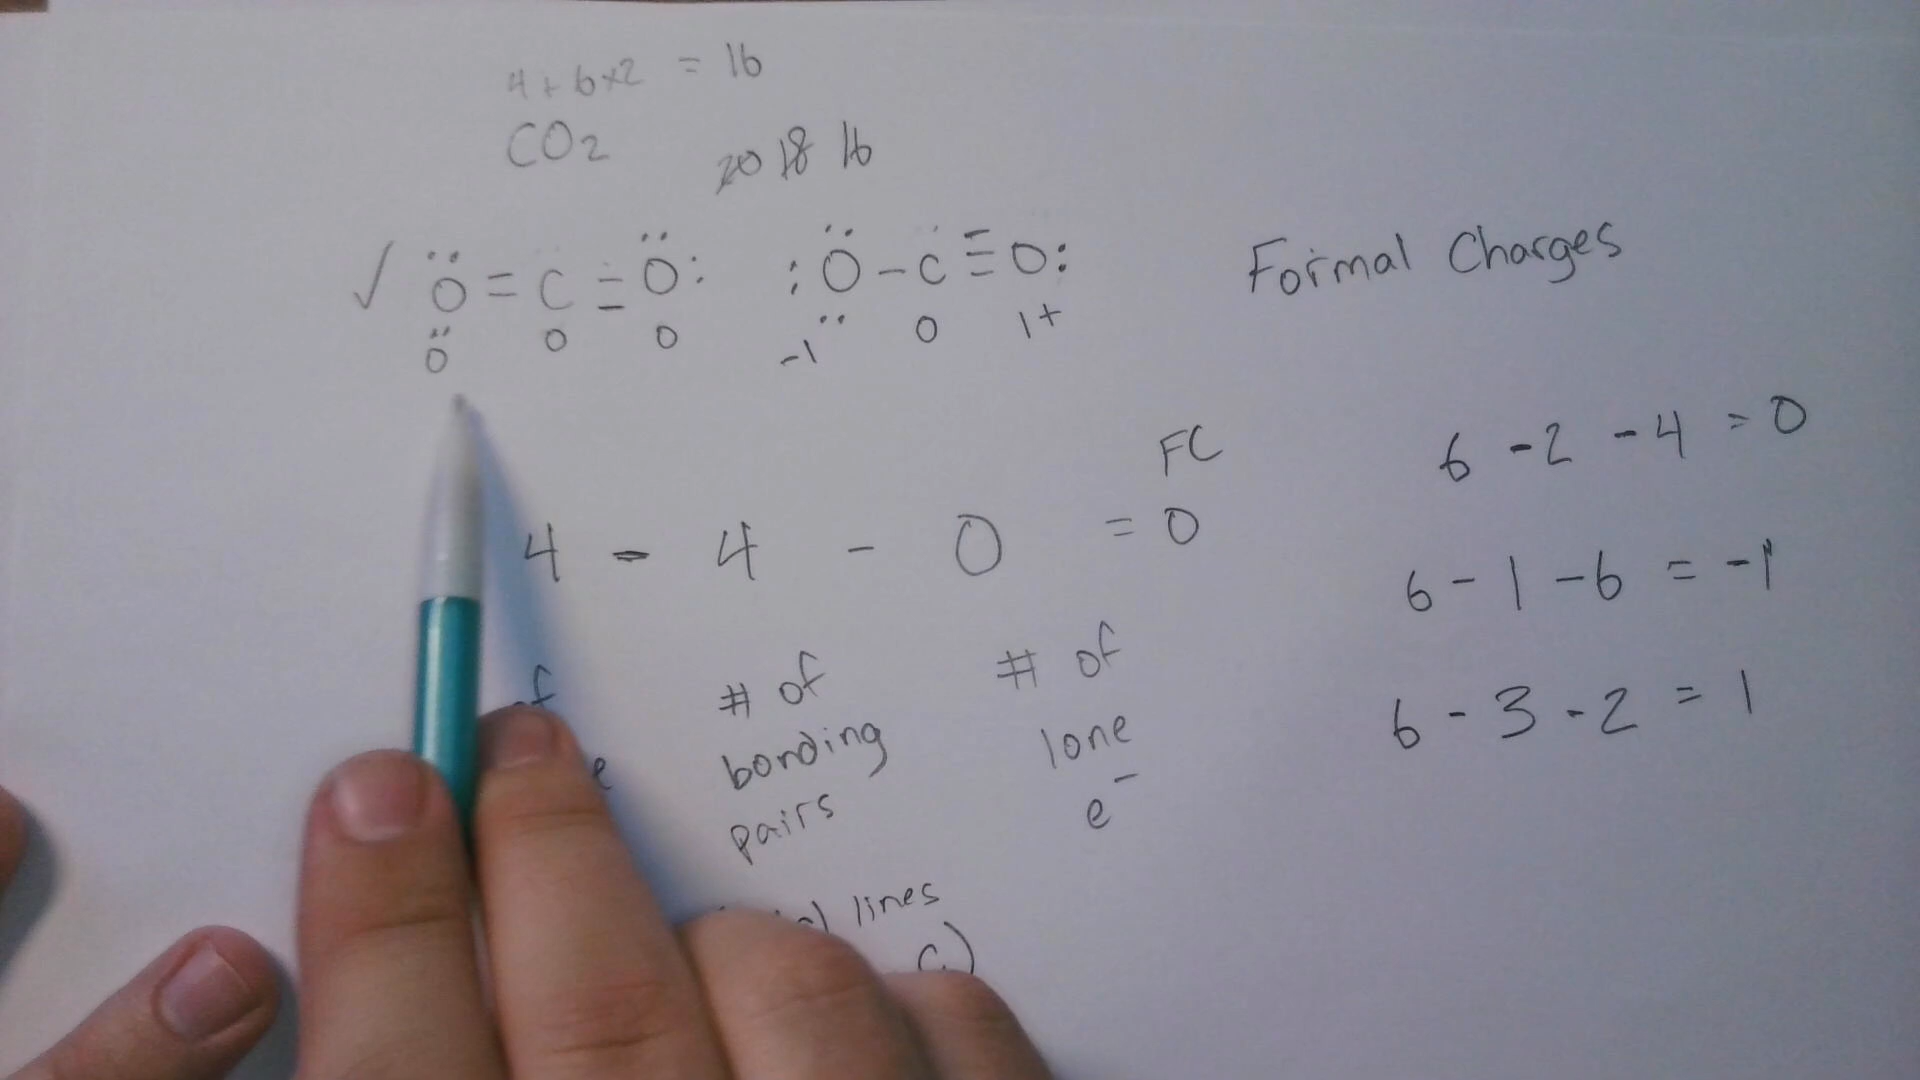 4 + 6x2 = 16
CO2
20 18 16
✓ :Ö = C = Ö: :Ö - C ≡ O:
0 0 0 -1 0 1+
Formal Charges
FC
4 - 4 - 0 = 0
of
# of bonding pairs
# of lone e⁻
lines
C)
6 - 2 - 4 = 0
6 - 1 - 6 = -1
6 - 3 - 2 = 1